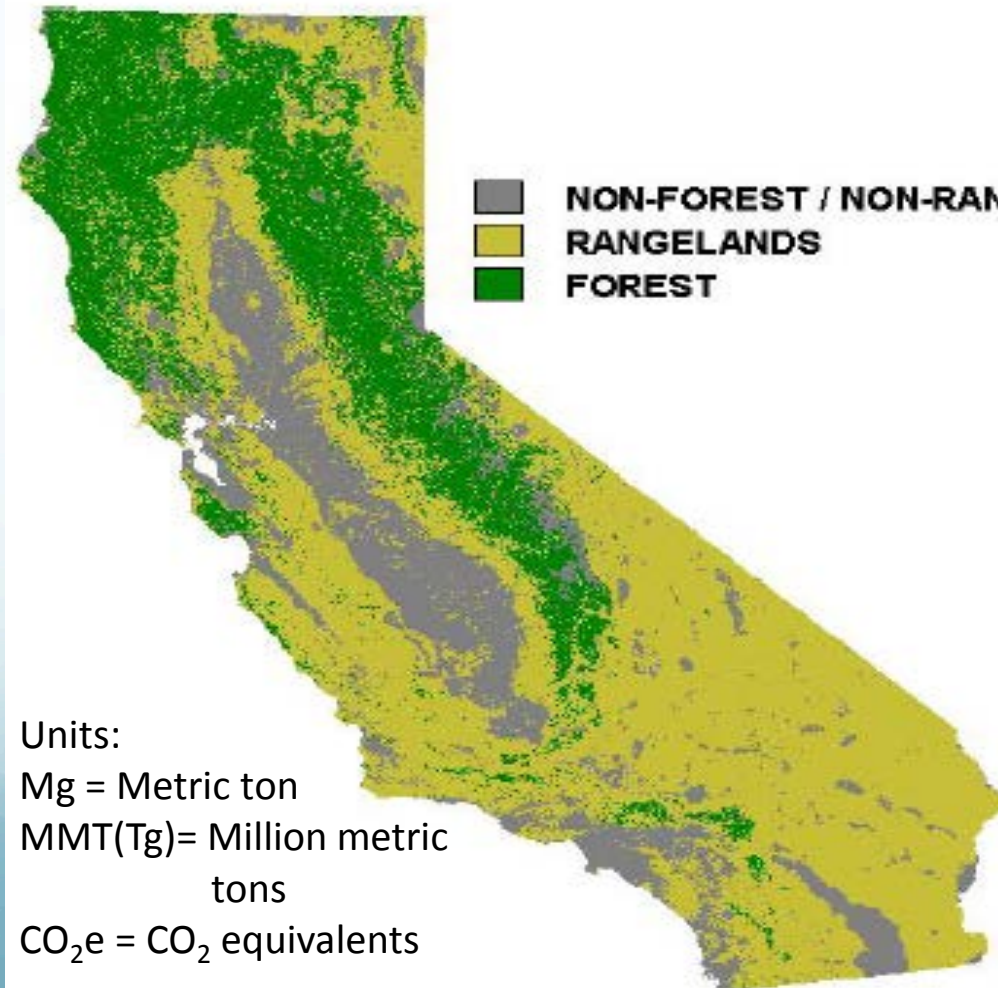 NON-FOREST / NON-RAN
RANGELANDS
FOREST
Units:
Mg = Metric ton
MMT(Tg)= Million metric
tons
CO₂e = CO₂ equivalents